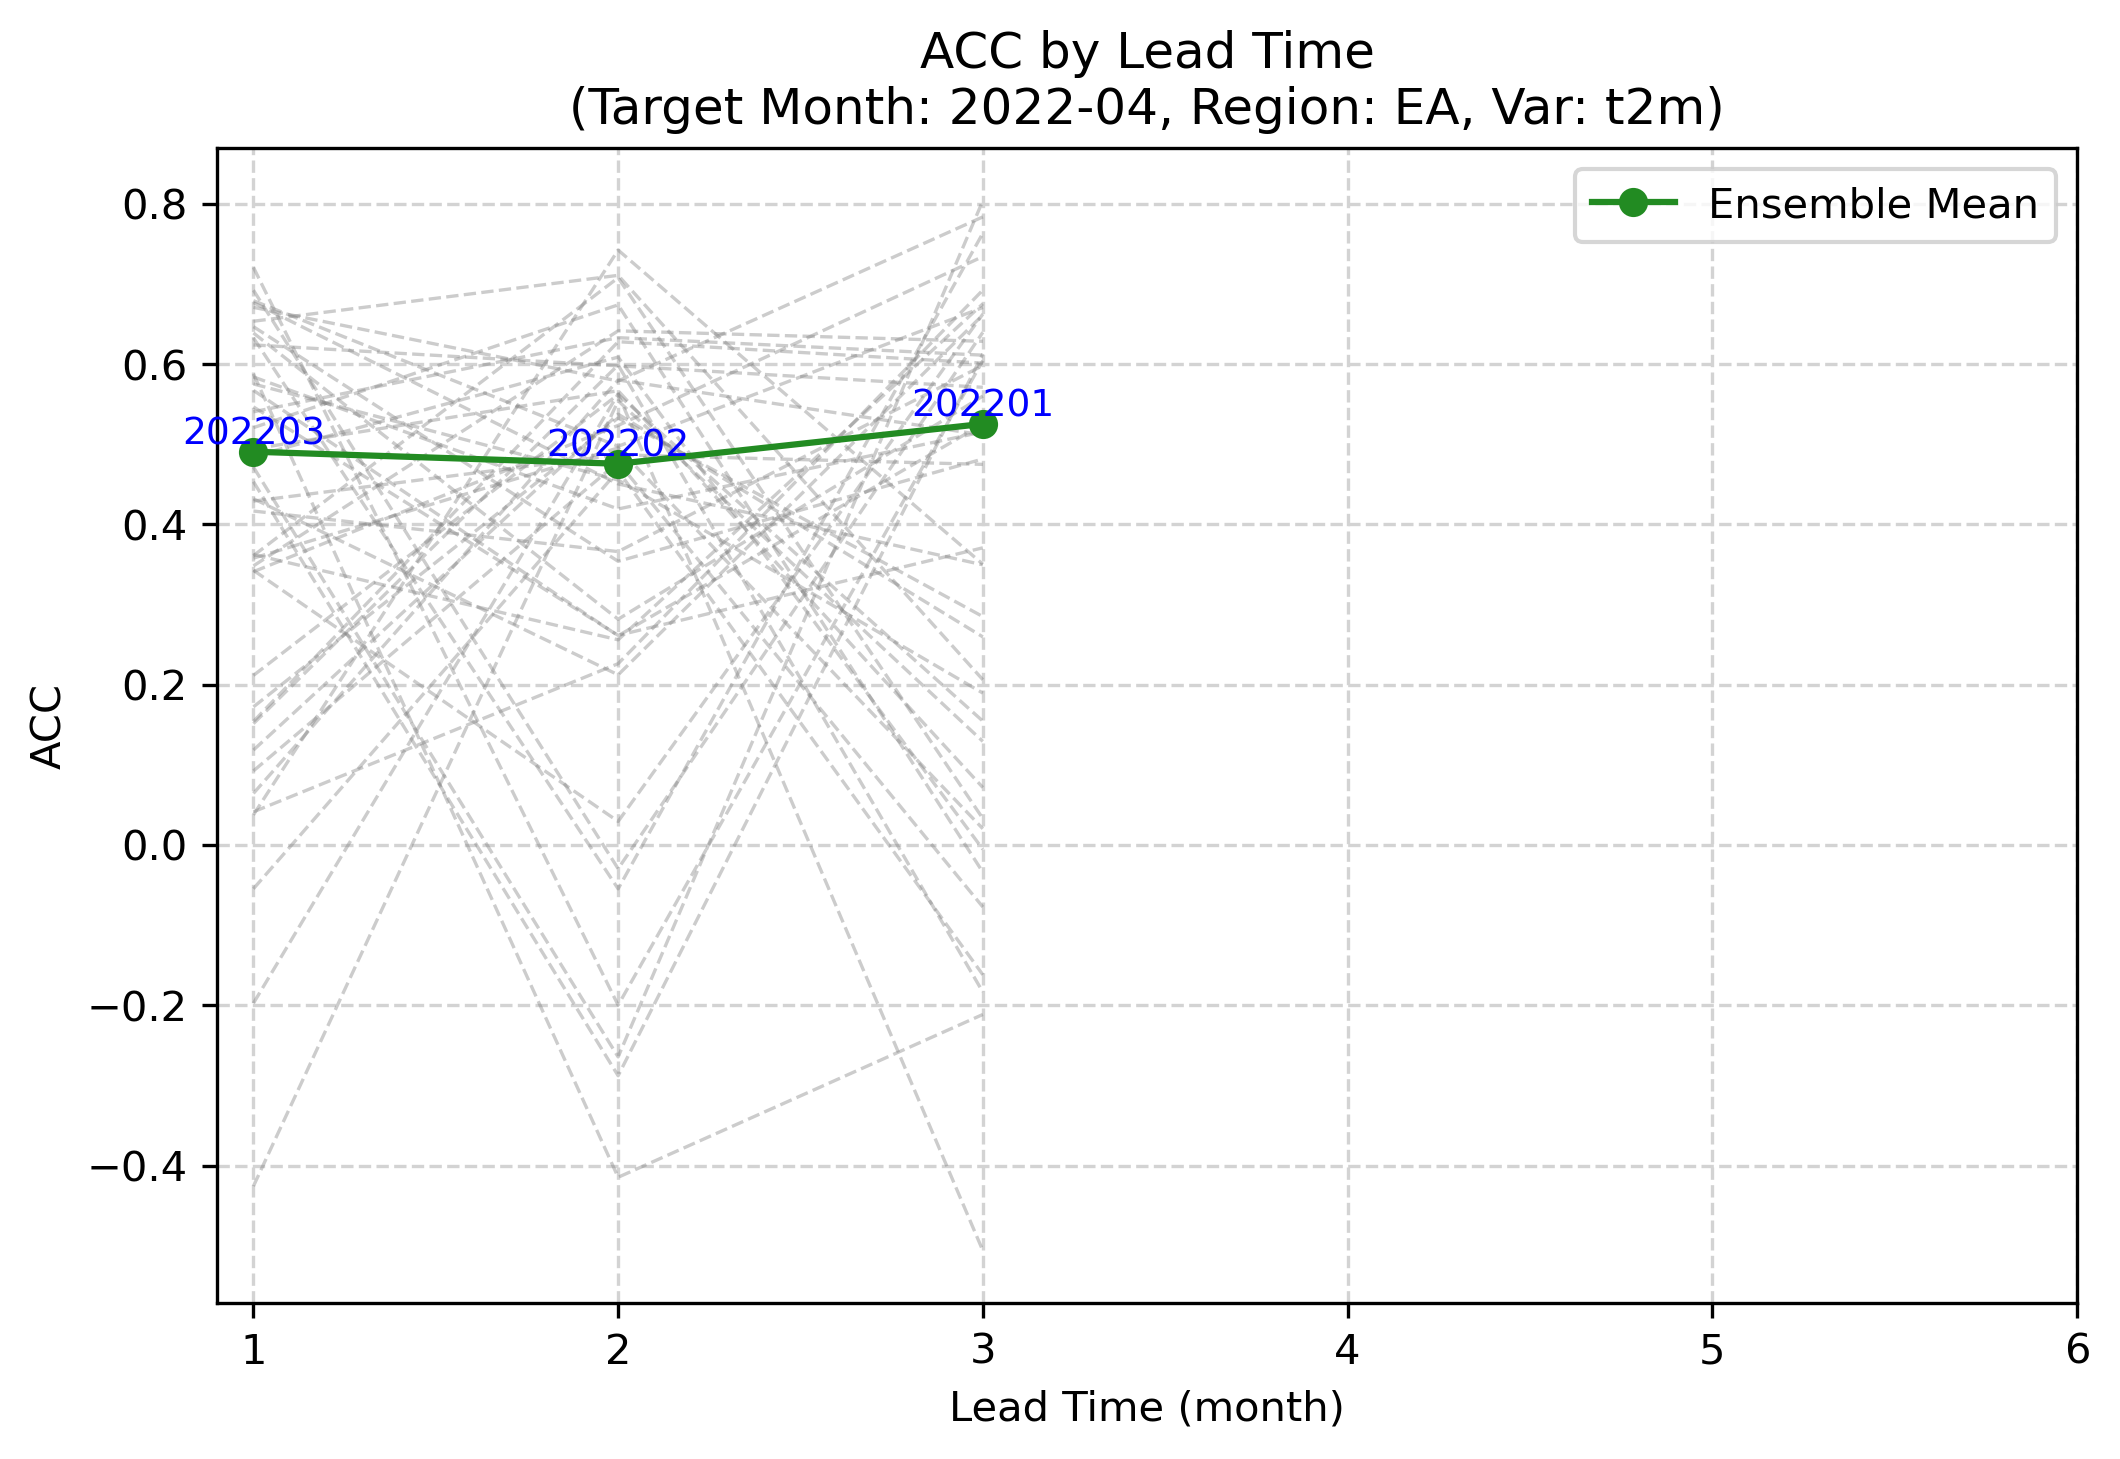 ACC by Lead Time
(Target Month: 2022-04, Region: EA, Var: t2m)
Ensemble Mean
0.8
0.6
0.4
0.2
0.0
−0.2
−0.4
ACC
202203
202202
202201
1 2 3 4 5 6
Lead Time (month)